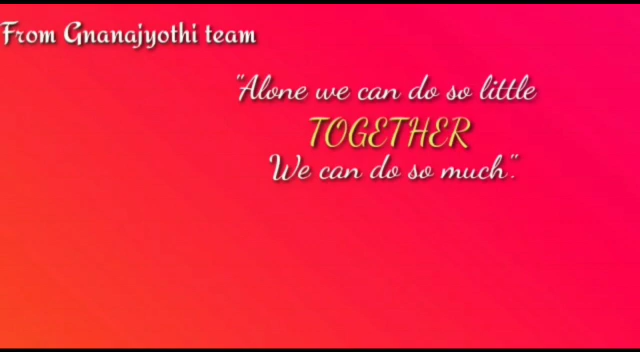 From Gnanajyothi team
"Alone we can do so little
TOGETHER
We can do so much".